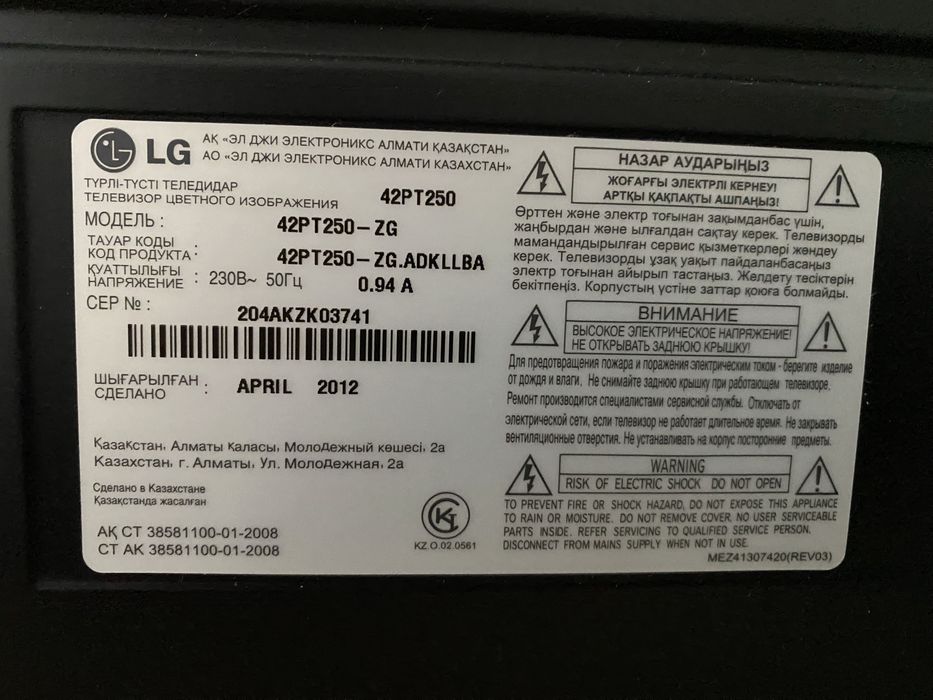 LG
АҚ «ЭЛ ДЖИ ЭЛЕКТРОНИКС АЛМАТИ ҚАЗАҚСТАН»
АО «ЭЛ ДЖИ ЭЛЕКТРОНИКС АЛМАТИ КАЗАХСТАН»
ТҮРЛІ-ТҮСТІ ТЕЛЕДИДАР
ТЕЛЕВИЗОР ЦВЕТНОГО ИЗОБРАЖЕНИЯ 42PT250
МОДЕЛЬ : 42PT250-ZG
ТАУАР КОДЫ
КОД ПРОДУКТА : 42PT250-ZG.ADKLLBA
ҚУАТТЫЛЫҒЫ
НАПРЯЖЕНИЕ : 230В~ 50Гц 0.94 A
СЕР № : 204AKZK03741
ШЫҒАРЫЛҒАН
СДЕЛАНО : APRIL 2012
Қазақстан, Алматы қаласы, Молодежный көшесі, 2а
Казахстан, г. Алматы, Ул. Молодежная, 2а
Сделано в Казахстане
Қазақстанда жасалған
АҚ СТ 38581100-01-2008
СТ АК 38581100-01-2008
KZ.O.02.0561
НАЗАР АУДАРЫҢЫЗ
ЖОҒАРҒЫ ЭЛЕКТРЛІ КЕРНЕУ!
АРТҚЫ ҚАҚПАҚТЫ АШПАҢЫЗ!
Өрттен және электр тоғынан зақымданбас үшін,
жаңбырдан және ылғалдан сақтау керек. Телевизорды
мамандандырылған сервис қызметкерлері жөндеу
керек. Телевизорды ұзақ уақыт пайдаланбасаңыз
электр тоғынан айырып тастаңыз. Желдету тесіктерін
бекітпеңіз. Корпустың үстіне заттар қоюға болмайды.
ВНИМАНИЕ
ВЫСОКОЕ ЭЛЕКТРИЧЕСКОЕ НАПРЯЖЕНИЕ!
НЕ ОТКРЫВАТЬ ЗАДНЮЮ КРЫШКУ!
Для предотвращения пожара и поражения электрическим током - берегите изделие
от дождя и влаги. Не снимайте заднюю крышку при работающем телевизоре.
Ремонт производится специалистами сервисной службы. Отключать от
электрической сети, если телевизор не работает длительное время. Не закрывать
вентиляционные отверстия. Не устанавливать на корпус посторонние предметы.
WARNING
RISK OF ELECTRIC SHOCK DO NOT OPEN
TO PREVENT FIRE OR SHOCK HAZARD, DO NOT EXPOSE THIS APPLIANCE
TO RAIN OR MOISTURE. DO NOT REMOVE COVER. NO USER SERVICEABLE
PARTS INSIDE. REFER SERVICING TO QUALIFIED SERVICE PERSON.
DISCONNECT FROM MAINS SUPPLY WHEN NOT IN USE.
MEZ41307420(REV03)